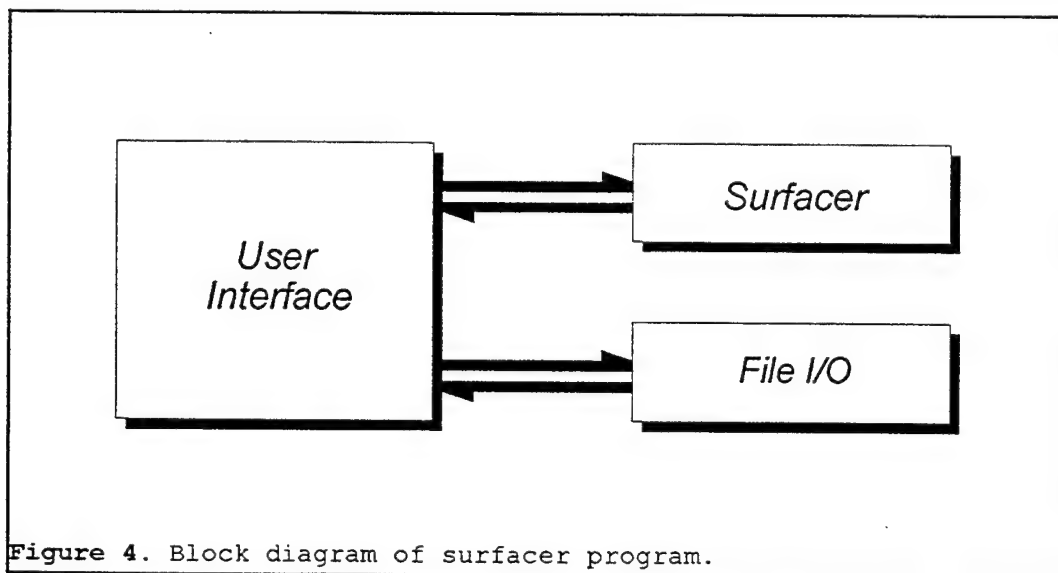 User
Interface
Surfacer
File I/O
Figure 4. Block diagram of surfacer program.